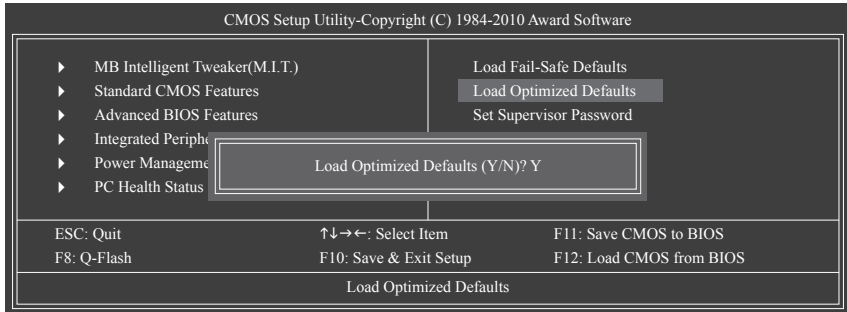 CMOS Setup Utility-Copyright (C) 1984-2010 Award Software
MB Intelligent Tweaker(M.I.T.)
Standard CMOS Features
Advanced BIOS Features
Integrated Periphe
Power Manageme
PC Health Status
Load Fail-Safe Defaults
Load Optimized Defaults
Set Supervisor Password
Load Optimized Defaults (Y/N)? Y
ESC: Quit ↑↓→←: Select Item F11: Save CMOS to BIOS
F8: Q-Flash F10: Save & Exit Setup F12: Load CMOS from BIOS
Load Optimized Defaults